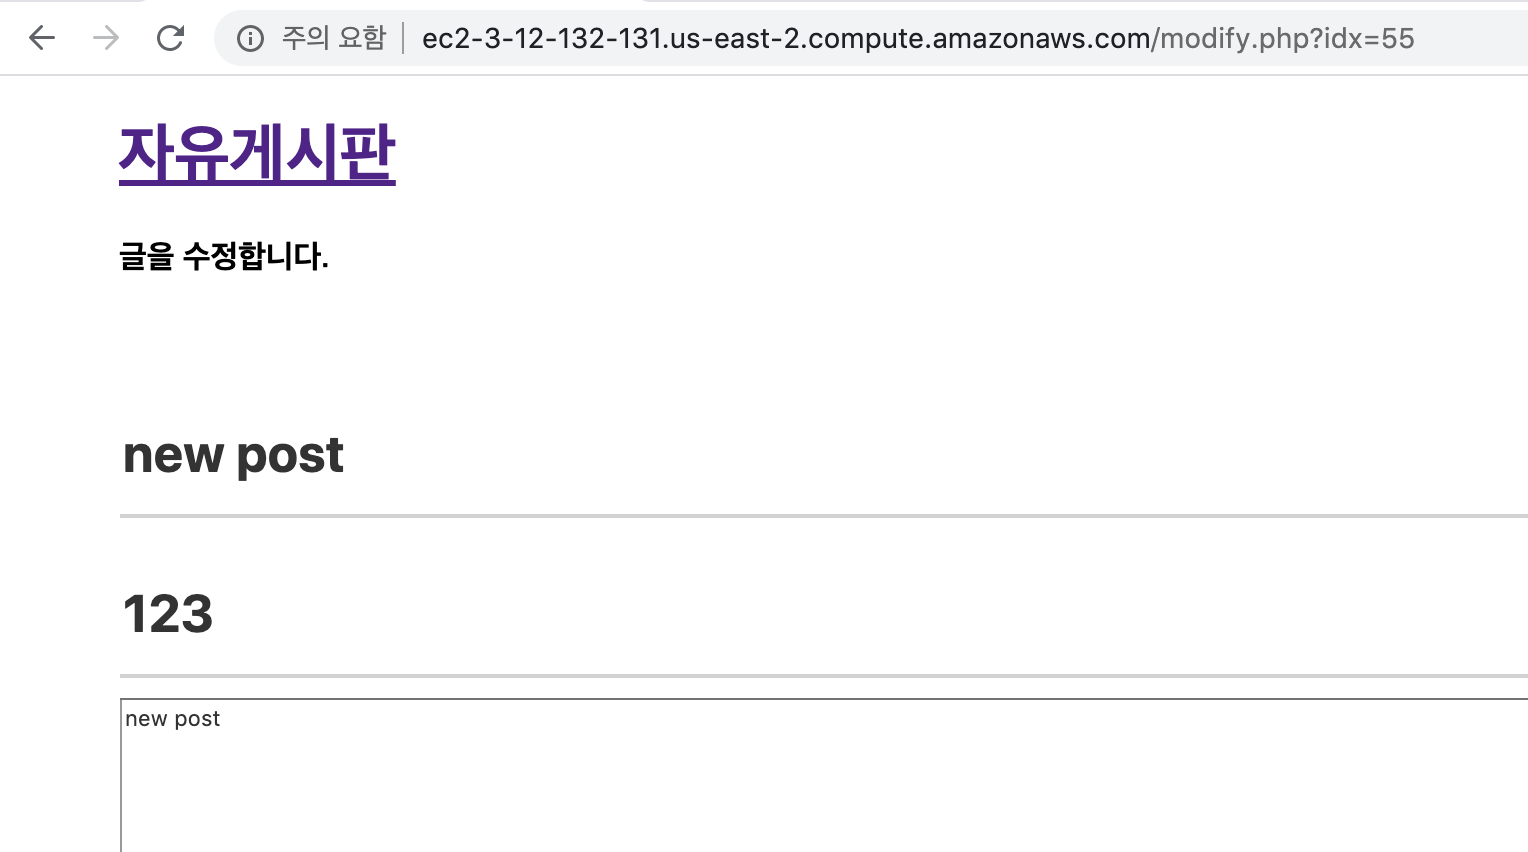 주의 요함 ec2-3-12-132-131.us-east-2.compute.amazonaws.com/modify.php?idx=55
자유게시판
글을 수정합니다.
new post
123
new post